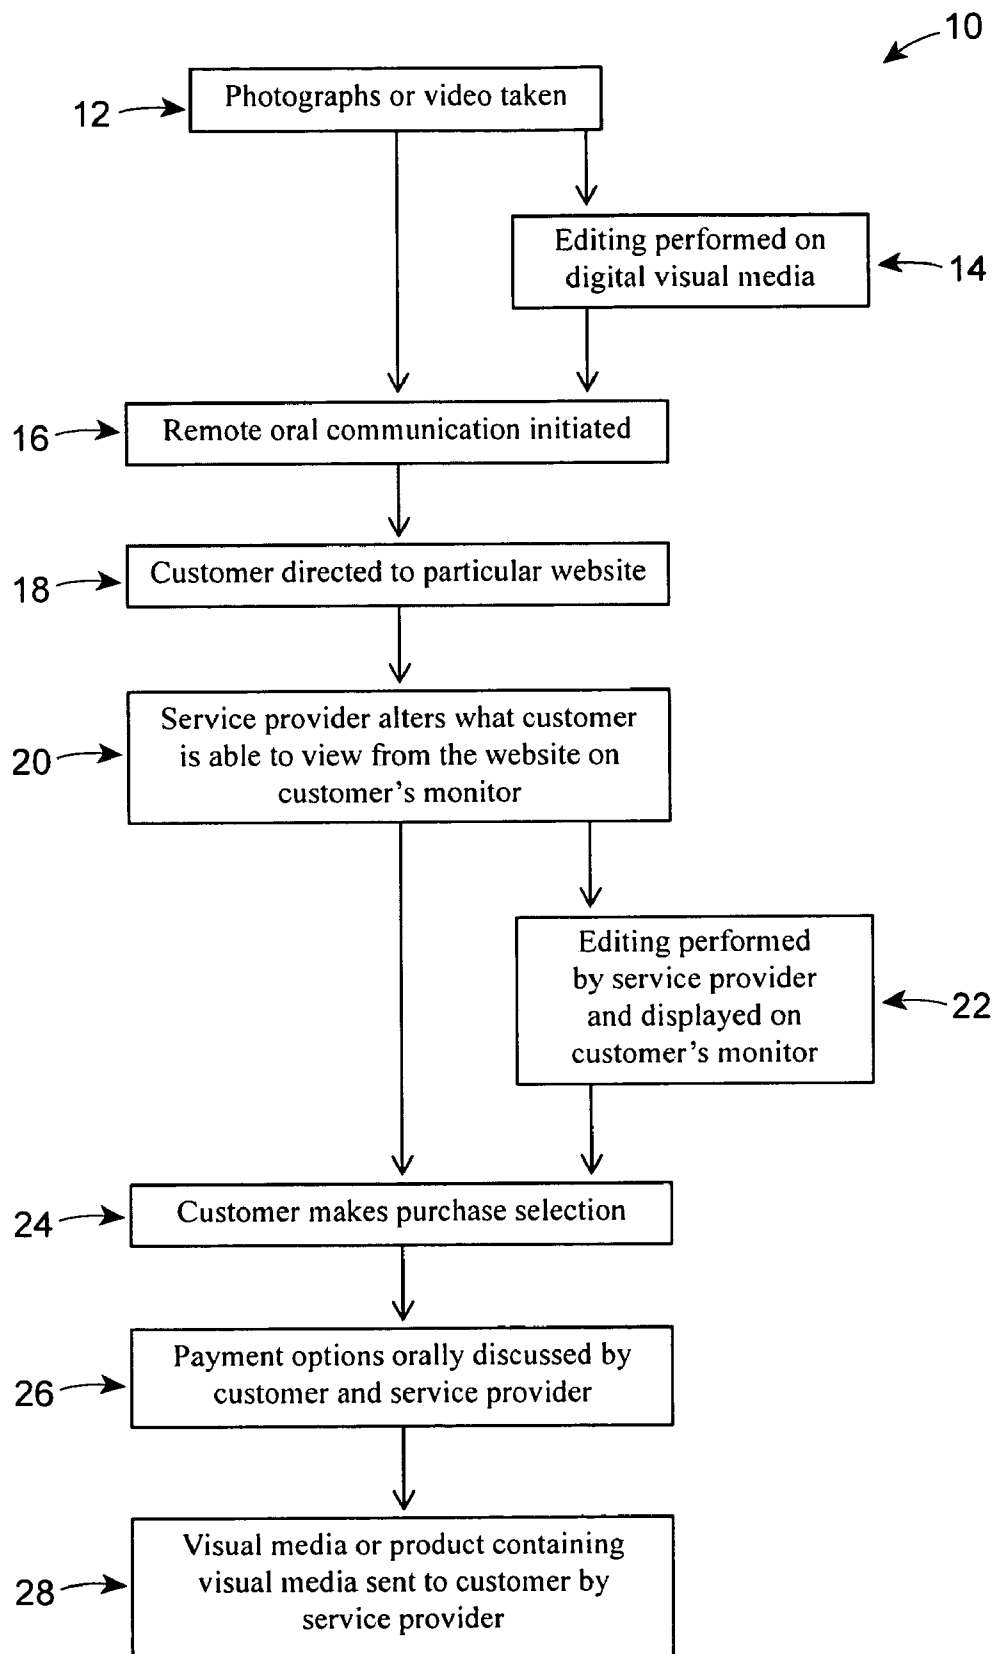 10
12
Photographs or video taken
Editing performed on
digital visual media
14
16
Remote oral communication initiated
18
Customer directed to particular website
20
Service provider alters what customer
is able to view from the website on
customer's monitor
Editing performed
by service provider
and displayed on
customer's monitor
22
24
Customer makes purchase selection
26
Payment options orally discussed by
customer and service provider
28
Visual media or product containing
visual media sent to customer by
service provider